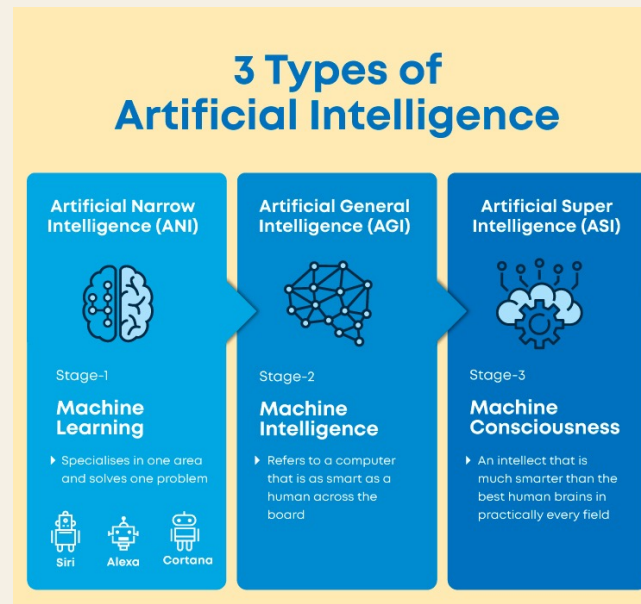 3 Types of
Artificial Intelligence
Artificial Narrow
Intelligence (ANI)
Stage-1
Machine
Learning
Specialises in one area
and solves one problem
Siri
Alexa
Cortana
Artificial General
Intelligence (AGI)
Stage-2
Machine
Intelligence
Refers to a computer
that is as smart as a
human across the
board
Artificial Super
Intelligence (ASI)
Stage-3
Machine
Consciousness
An intellect that is
much smarter than the
best human brains in
practically every field